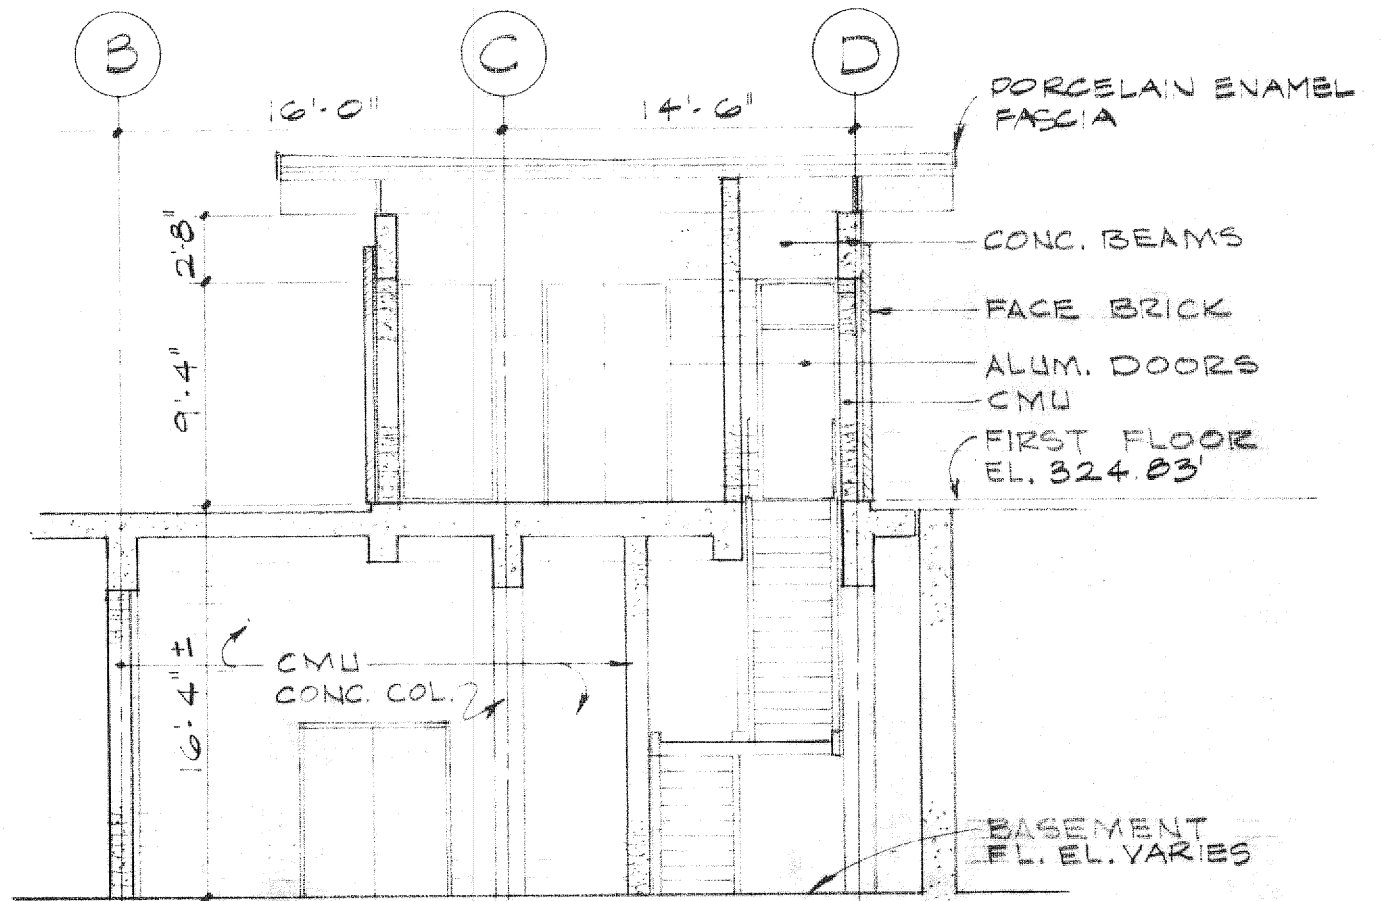 B
C
D
16'-0"
14'-6"
PORCELAIN ENAMEL
FASCIA
2'8"
CONC. BEAMS
FACE BRICK
9'-4"
ALUM. DOORS
CMU
FIRST FLOOR
EL. 324.83'
16'-4" ±
CMU
CONC. COL.
BASEMENT
FL. EL. VARIES